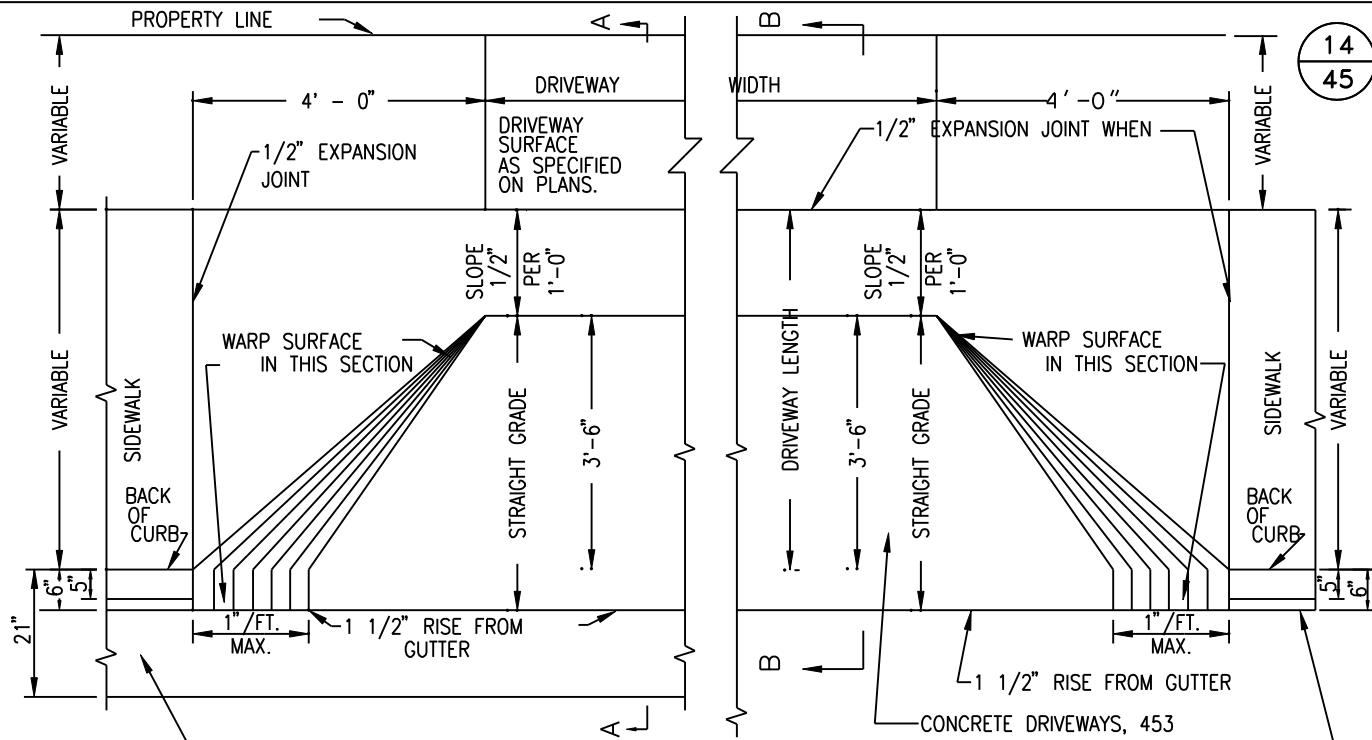 PROPERTY LINE
A
B
14
45
VARIABLE
4' - 0"
DRIVEWAY
WIDTH
4'-0"
VARIABLE
1/2" EXPANSION
JOINT
DRIVEWAY
SURFACE
AS SPECIFIED
ON PLANS.
1/2" EXPANSION JOINT WHEN
VARIABLE
SIDEWALK
SLOPE
1/2"
PER
1'-0"
SLOPE
1/2"
PER
1'-0"
VARIABLE
SIDEWALK
WARP SURFACE
IN THIS SECTION
WARP SURFACE
IN THIS SECTION
STRAIGHT GRADE
3'-6"
DRIVEWAY LENGTH
3'-6"
STRAIGHT GRADE
BACK
OF
CURB
BACK
OF
CURB
21"
6"
5"
5"
6"
1"/FT.
MAX.
1 1/2" RISE FROM
GUTTER
1"/FT.
MAX.
B
1 1/2" RISE FROM GUTTER
A
CONCRETE DRIVEWAYS, 453